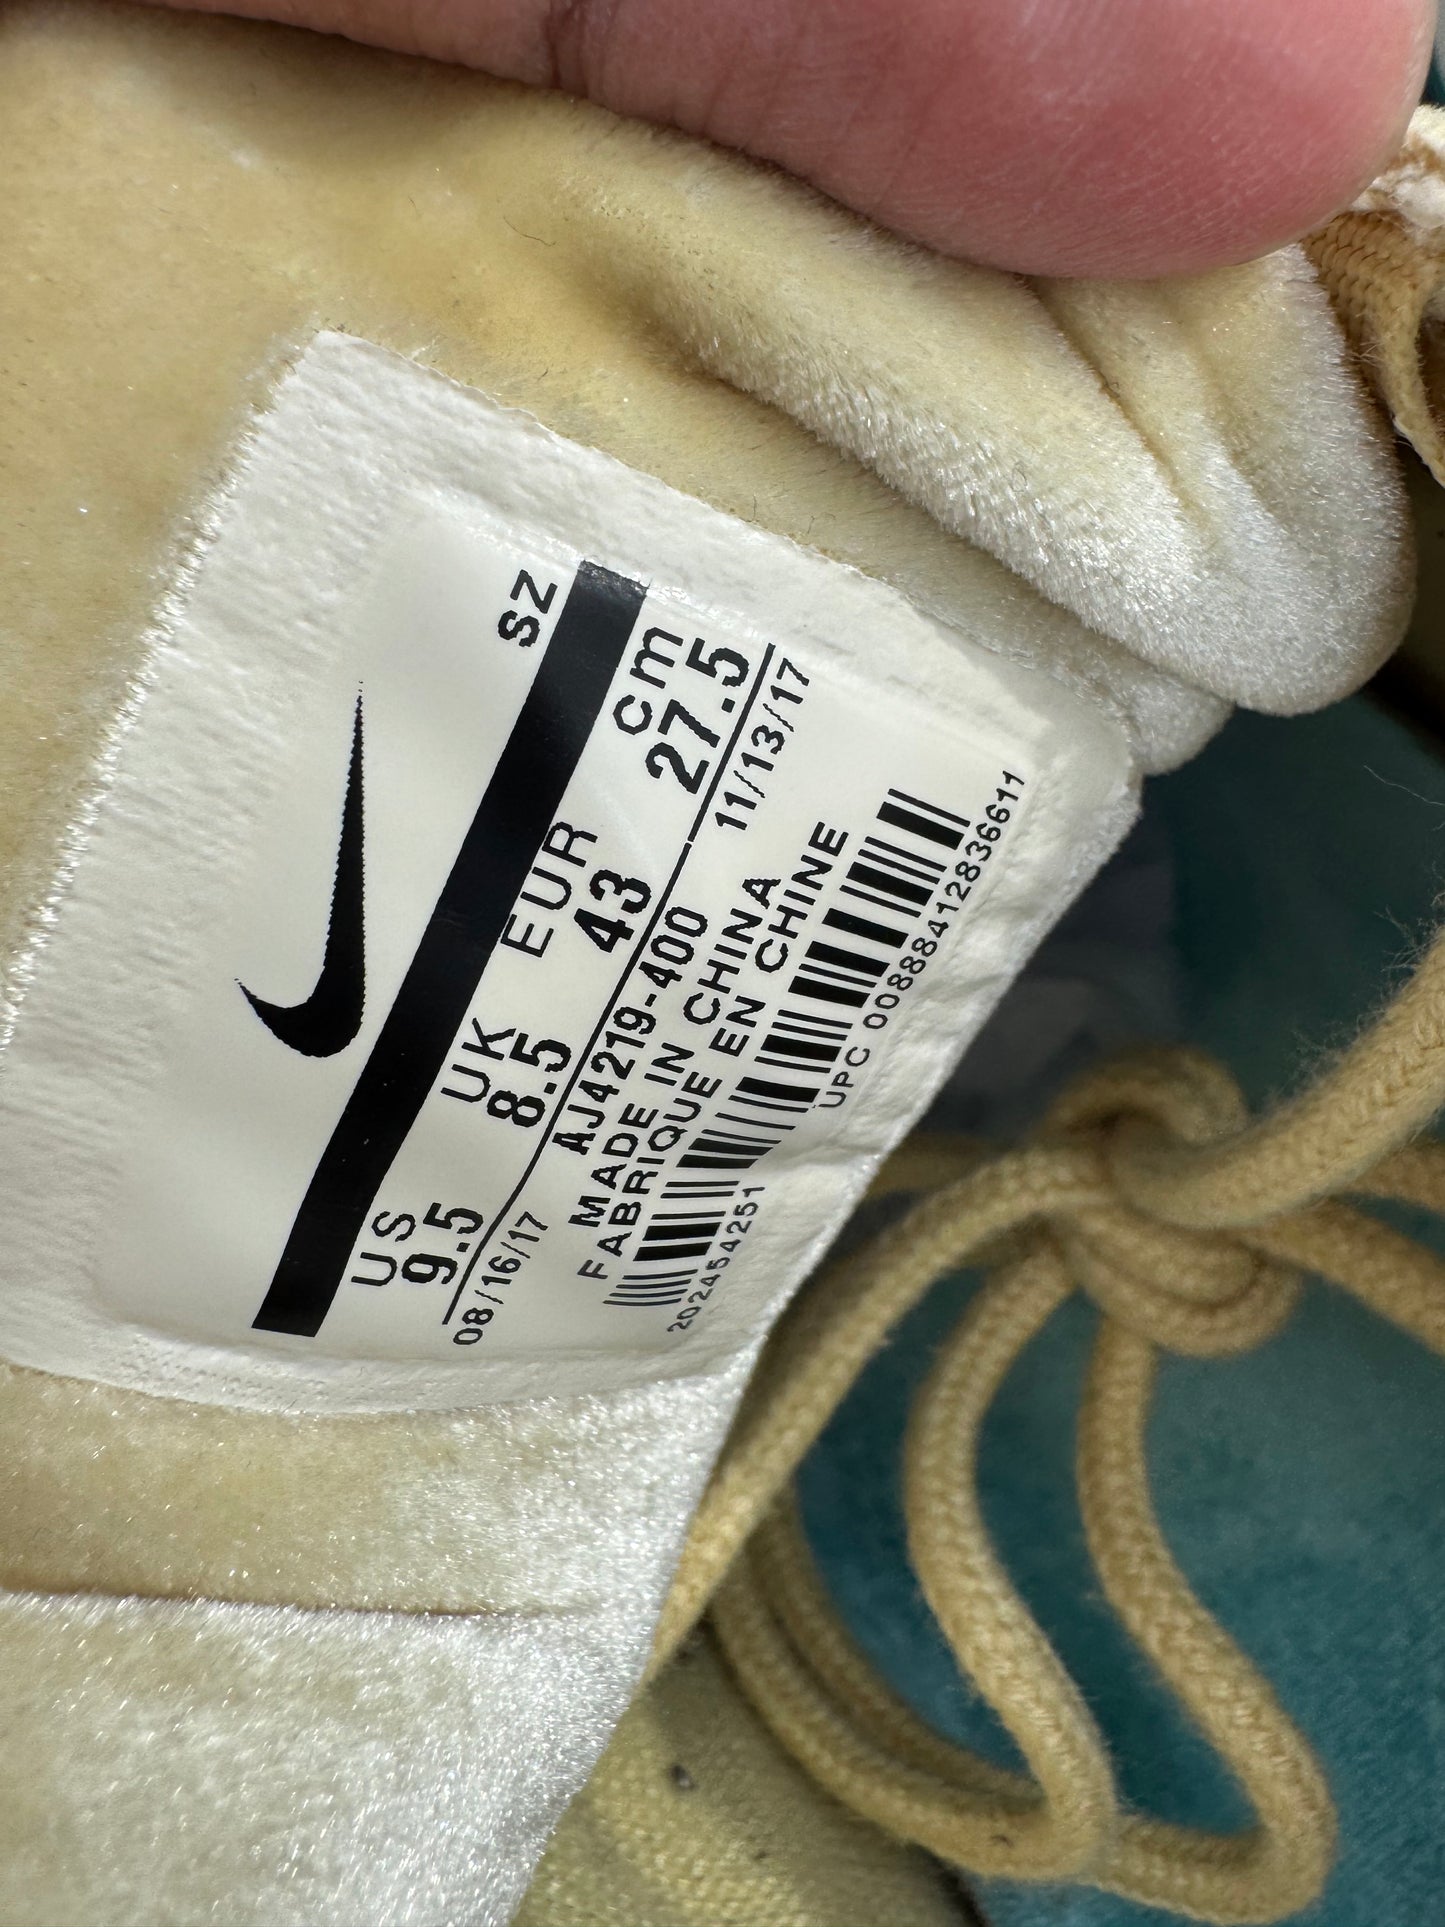 SZ
US UK EUR cm
9.5 8.5 43 27.5
08/16/17 AJ4219-400 11/13/17
MADE IN CHINA
FABRIQUE EN CHINE
202454251 UPC 00888412836611